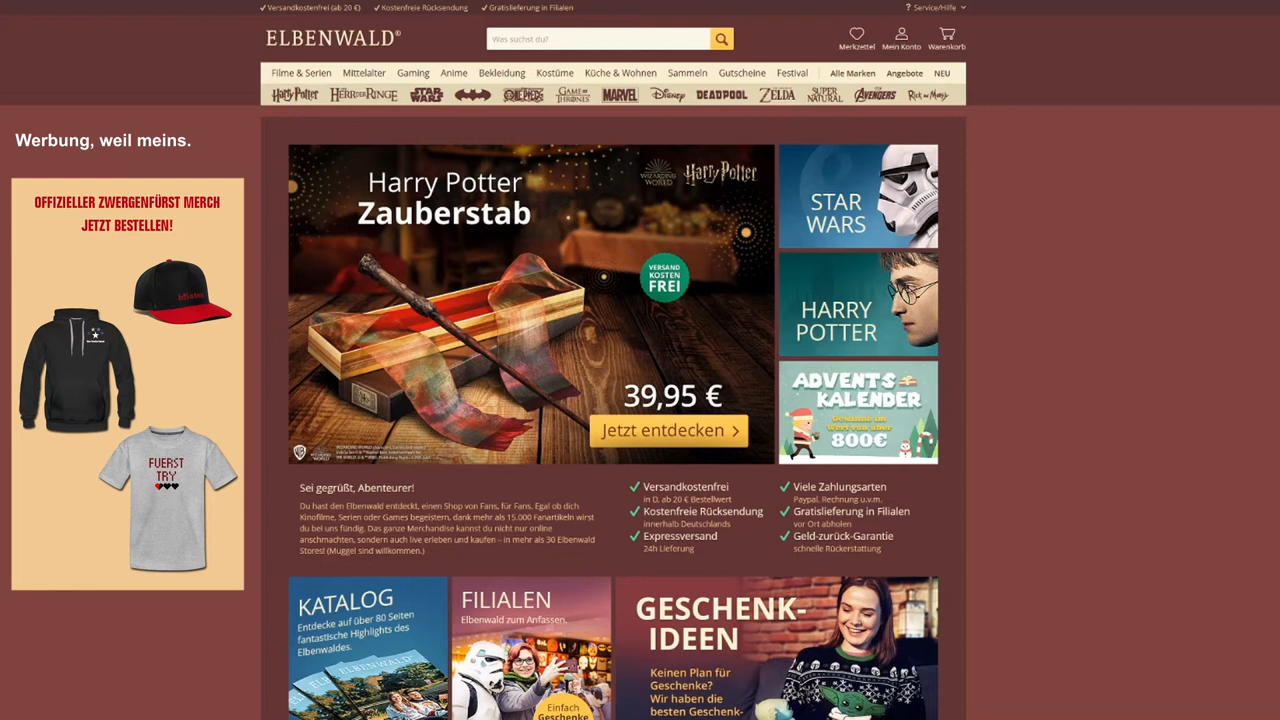 Versandkostenfrei (ab 20 €) Kostenfreie Rücksendung Gratislieferung in Filialen
? Service/Hilfe
ELBENWALD®
Was suchst du?
Merkzettel Mein Konto Warenkorb
Filme & Serien Mittelalter Gaming Anime Bekleidung Kostüme Küche & Wohnen Sammeln Gutscheine Festival Alle Marken Angebote NEU
Harry Potter HERR DER RINGE STAR WARS ONE PIECE GAME OF THRONES MARVEL Disney DEADPOOL ZELDA SUPER NATURAL AVENGERS Rick and Morty
Werbung, weil meins.
OFFIZIELLER ZWERGENFÜRST MERCH
JETZT BESTELLEN!
FUERST
TRY
Harry Potter
Zauberstab
WIZARDING
WORLD
Harry Potter
VERSAND
KOSTEN
FREI
39,95 €
Jetzt entdecken
STAR
WARS
HARRY
POTTER
ADVENTS
KALENDER
Gewinne im
Wert von über
800€
Sei gegrüßt, Abenteurer!
Du hast den Elbenwald entdeckt, einen Shop von Fans, für Fans. Egal ob dich
Kinofilme, Serien oder Games begeistern, dank mehr als 15.000 Fanartikeln wirst
du bei uns fündig. Das ganze Merchandise kannst du nicht nur online
anschmachten, sondern auch live erleben und kaufen – in mehr als 30 Elbenwald
Stores! (Muggel sind willkommen.)
Versandkostenfrei
in D, ab 20 € Bestellwert
Kostenfreie Rücksendung
innerhalb Deutschlands
Expressversand
24h Lieferung
Viele Zahlungsarten
Paypal, Rechnung u.v.m.
Gratislieferung in Filialen
vor Ort abholen
Geld-zurück-Garantie
schnelle Rückerstattung
KATALOG
Entdecke auf über 80 Seiten
fantastische Highlights des
Elbenwaldes.
FILIALEN
Elbenwald zum Anfassen.
Einfach
Geschenke
GESCHENK-
IDEEN
Keinen Plan für
Geschenke?
Wir haben die
besten Geschenk-